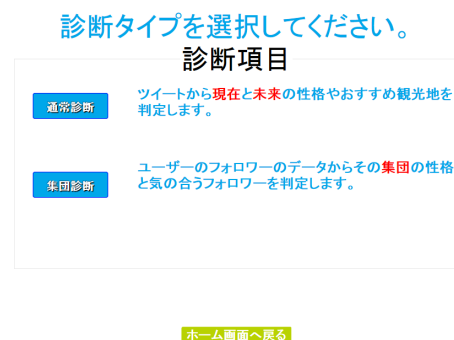 診断タイプを選択してください。
診断項目
通常診断
ツイートから現在と未来の性格やおすすめ観光地を
判定します。
集団診断
ユーザーのフォロワーのデータからその集団の性格
と気の合うフォロワーを判定します。
ホーム画面へ戻る